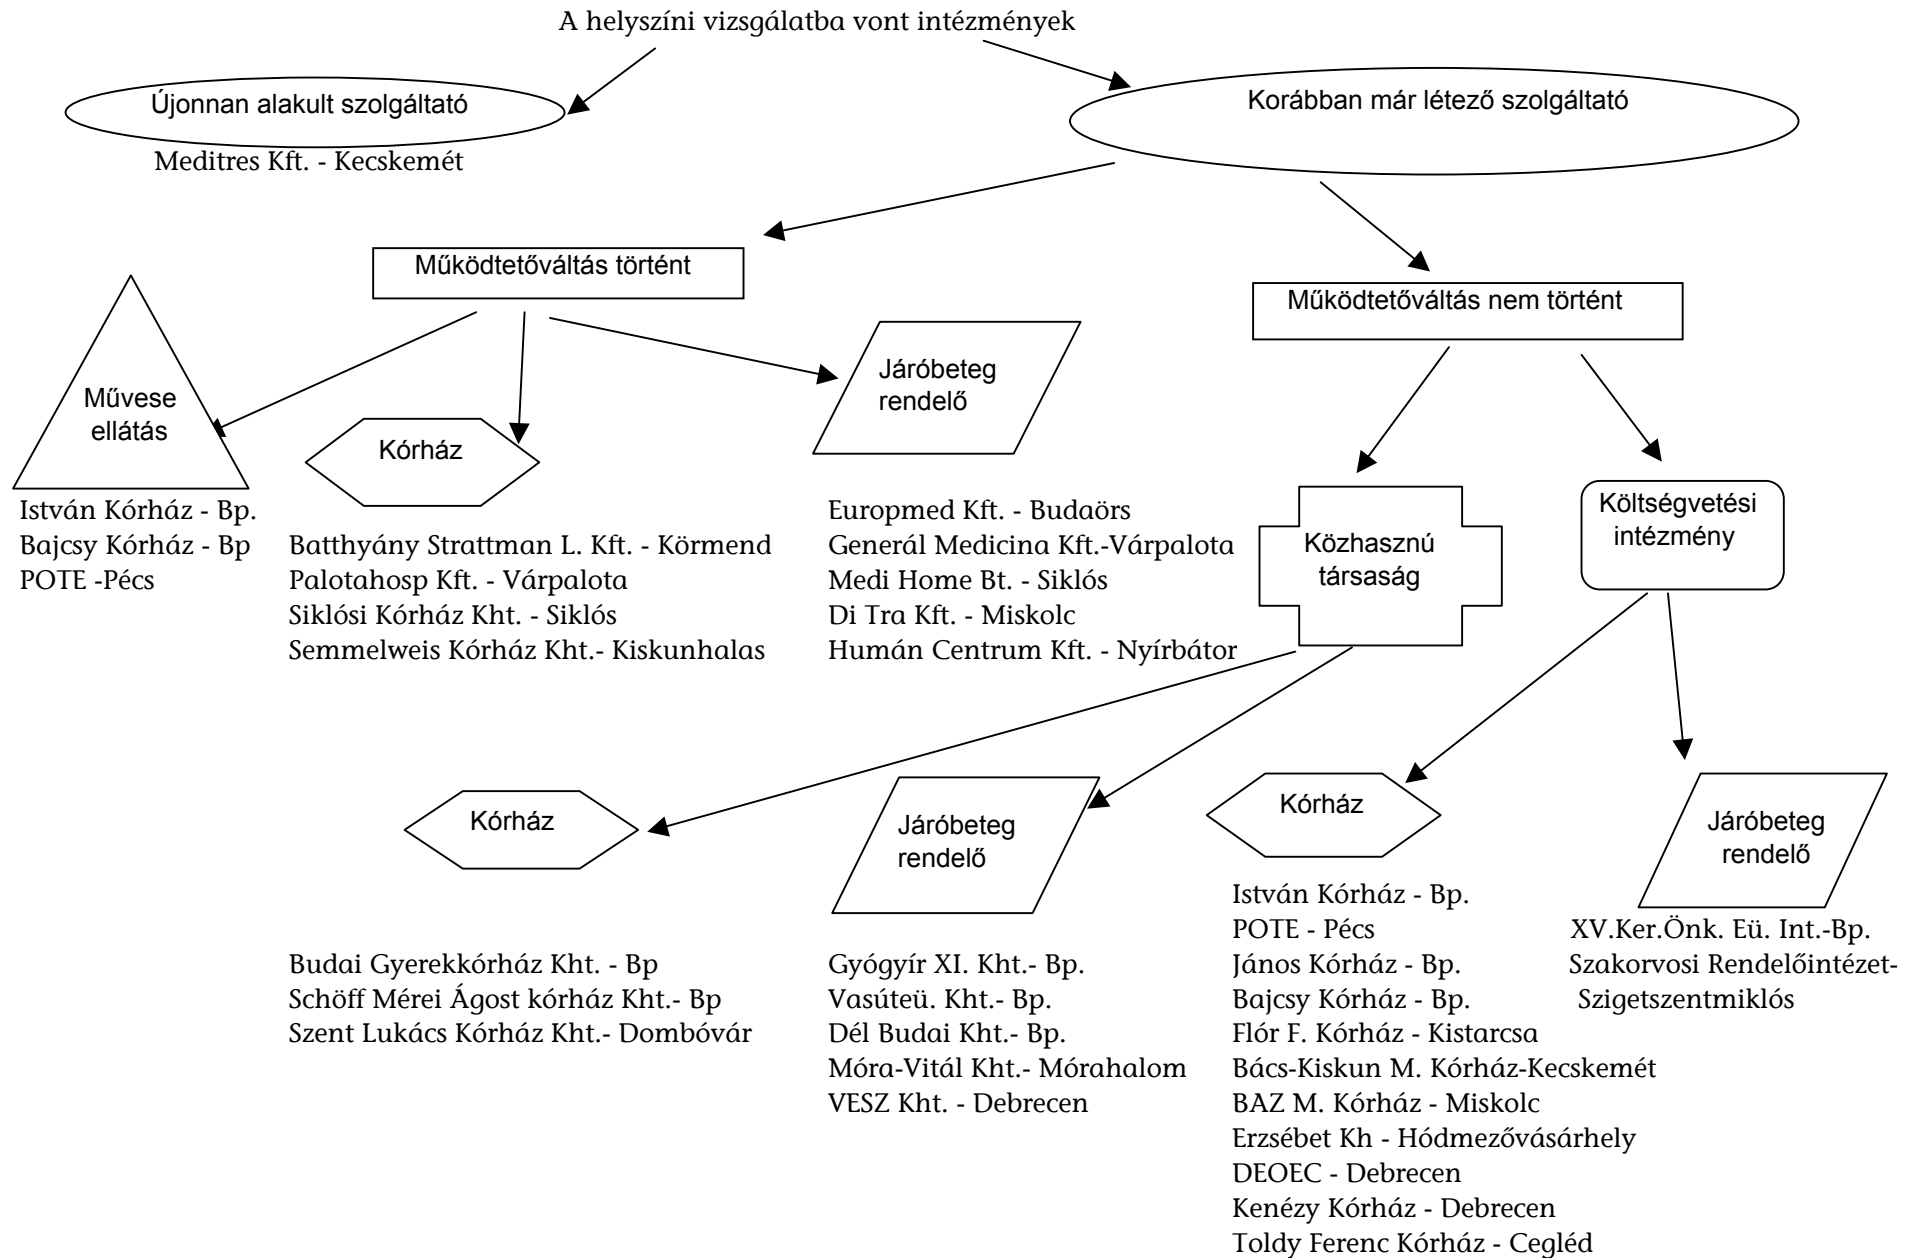 A helyszíni vizsgálatba vont intézmények
Újonnan alakult szolgáltató
Meditres Kft. - Kecskemét
Korábban már létező szolgáltató
Működtetőváltás történt
Működtetőváltás nem történt
Művese
ellátás
István Kórház - Bp.
Bajcsy Kórház - Bp
POTE -Pécs
Kórház
Batthyány Strattman L. Kft. - Körmend
Palotahosp Kft. - Várpalota
Siklósi Kórház Kht. - Siklós
Semmelweis Kórház Kht.- Kiskunhalas
Járóbeteg
rendelő
Europmed Kft. - Budaörs
Generál Medicina Kft.-Várpalota
Medi Home Bt. - Siklós
Di Tra Kft. - Miskolc
Humán Centrum Kft. - Nyírbátor
Közhasznú
társaság
Költségvetési
intézmény
Kórház
Budai Gyerekkórház Kht. - Bp
Schöff Mérei Ágost kórház Kht.- Bp
Szent Lukács Kórház Kht.- Dombóvár
Járóbeteg
rendelő
Gyógyír XI. Kht.- Bp.
Vasúteü. Kht.- Bp.
Dél Budai Kht.- Bp.
Móra-Vitál Kht.- Mórahalom
VESZ Kht. - Debrecen
Kórház
István Kórház - Bp.
POTE - Pécs
János Kórház - Bp.
Bajcsy Kórház - Bp.
Flór F. Kórház - Kistarcsa
Bács-Kiskun M. Kórház-Kecskemét
BAZ M. Kórház - Miskolc
Erzsébet Kh - Hódmezővásárhely
DEOEC - Debrecen
Kenézy Kórház - Debrecen
Toldy Ferenc Kórház - Cegléd
Járóbeteg
rendelő
XV.Ker.Önk. Eü. Int.-Bp.
Szakorvosi Rendelőintézet-
Szigetszentmiklós